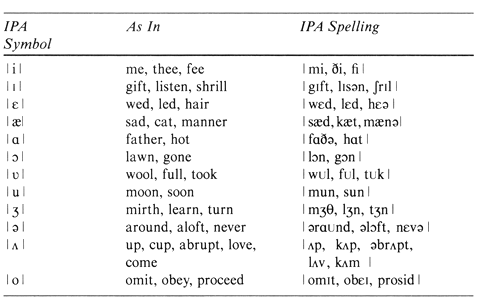 IPA Symbol As In IPA Spelling
|i| me, thee, fee |mi, ði, fi|
|ɪ| gift, listen, shrill |gɪft, lɪsən, ʃrɪl|
|ɛ| wed, led, hair |wɛd, lɛd, hɛə|
|æ| sad, cat, manner |sæd, kæt, mænə|
|ɑ| father, hot |fɑðə, hɑt|
|ɔ| lawn, gone |lɔn, gɔn|
|ʊ| wool, full, took |wʊl, fʊl, tʊk|
|u| moon, soon |mun, sun|
|ʒ| mirth, learn, turn |mʒθ, lʒn, tʒn|
|ə| around, aloft, never |əraʊnd, əlɔft, nɛvə|
|ʌ| up, cup, abrupt, love, |ʌp, kʌp, əbrʌpt,
come lʌv, kʌm|
|o| omit, obey, proceed |omɪt, obeɪ, prosid|